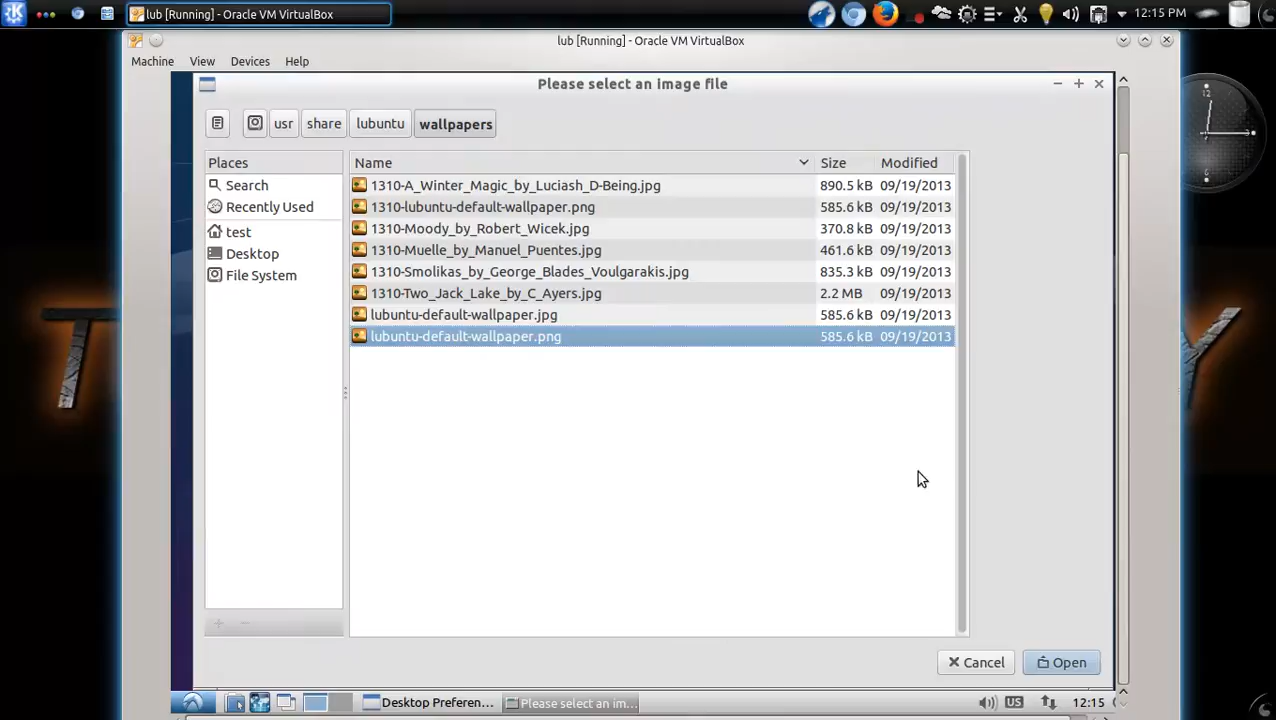 lub [Running] - Oracle VM VirtualBox
12:15 PM
lub [Running] - Oracle VM VirtualBox
Machine View Devices Help
Please select an image file
usr share lubuntu wallpapers
Places
Search
Recently Used
test
Desktop
File System
Name Size Modified
1310-A_Winter_Magic_by_Luciash_D-Being.jpg 890.5 kB 09/19/2013
1310-lubuntu-default-wallpaper.png 585.6 kB 09/19/2013
1310-Moody_by_Robert_Wicek.jpg 370.8 kB 09/19/2013
1310-Muelle_by_Manuel_Puentes.jpg 461.6 kB 09/19/2013
1310-Smolikas_by_George_Blades_Voulgarakis.jpg 835.3 kB 09/19/2013
1310-Two_Jack_Lake_by_C_Ayers.jpg 2.2 MB 09/19/2013
lubuntu-default-wallpaper.jpg 585.6 kB 09/19/2013
lubuntu-default-wallpaper.png 585.6 kB 09/19/2013
Cancel Open
Desktop Preferen... Please select an im... US 12:15
12
T
Y